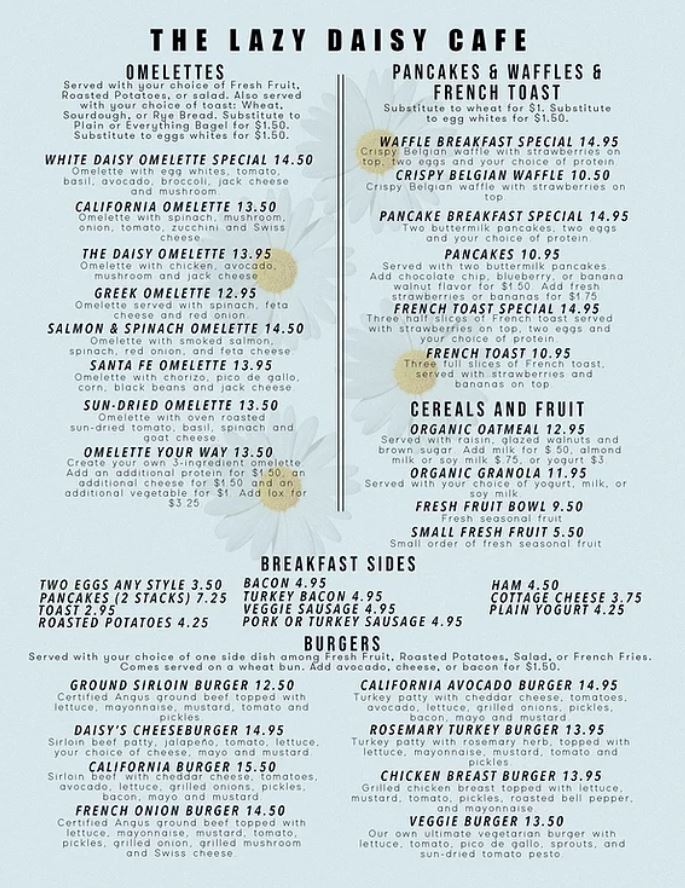 THE LAZY DAISY CAFE
OMELETTES
Served with your choice of Fresh Fruit,
Roasted Potatoes, or salad. Also served
with your choice of toast: Wheat,
Sourdough, or Rye Bread. Substitute to
Plain or Everything Bagel for $1.50.
Substitute to eggs whites for $1.50.
WHITE DAISY OMELETTE SPECIAL 14.50
Omelette with egg whites, tomato,
basil, avocado, broccoli, jack cheese
and mushroom.
CALIFORNIA OMELETTE 13.50
Omelette with spinach, mushroom,
onion, tomato, zucchini and Swiss
cheese.
THE DAISY OMELETTE 13.95
Omelette with chicken, avocado,
mushroom and jack cheese.
GREEK OMELETTE 12.95
Omelette served with spinach, feta
cheese and red onion.
SALMON & SPINACH OMELETTE 14.50
Omelette with smoked salmon,
spinach, red onion, and feta cheese.
SANTA FE OMELETTE 13.95
Omelette with chorizo, pico de gallo,
corn, black beans and jack cheese.
SUN-DRIED OMELETTE 13.50
Omelette with oven roasted
sun-dried tomato, basil, spinach and
goat cheese.
OMELETTE YOUR WAY 13.50
Create your own 3-ingredient omelette.
Add an additional protein for $1.50, an
additional cheese for $1.50 and an
additional vegetable for $1. Add lox for
$3.25
PANCAKES & WAFFLES &
FRENCH TOAST
Substitute to wheat for $1. Substitute
to egg whites for $1.50.
WAFFLE BREAKFAST SPECIAL 14.95
Crispy Belgian waffle with strawberries on
top, two eggs and your choice of protein.
CRISPY BELGIAN WAFFLE 10.50
Crispy Belgian waffle with strawberries on
top.
PANCAKE BREAKFAST SPECIAL 14.95
Two buttermilk pancakes, two eggs
and your choice of protein.
PANCAKES 10.95
Served with two buttermilk pancakes.
Add chocolate chip, blueberry, or banana
walnut flavor for $1.50. Add fresh
strawberries or bananas for $1.75
FRENCH TOAST SPECIAL 14.95
Three half slices of French toast served
with strawberries on top, two eggs and
your choice of protein.
FRENCH TOAST 10.95
Three full slices of French toast,
served with strawberries and
bananas on top.
CEREALS AND FRUIT
ORGANIC OATMEAL 12.95
Served with raisin, glazed walnuts and
brown sugar. Add milk for $.50, almond
milk or soy milk $.75, or yogurt $3
ORGANIC GRANOLA 11.95
Served with your choice of yogurt, milk, or
soy milk
FRESH FRUIT BOWL 9.50
Fresh seasonal fruit
SMALL FRESH FRUIT 5.50
Small order of fresh seasonal fruit
BREAKFAST SIDES
TWO EGGS ANY STYLE 3.50
PANCAKES (2 STACKS) 7.25
TOAST 2.95
ROASTED POTATOES 4.25
BACON 4.95
TURKEY BACON 4.95
VEGGIE SAUSAGE 4.95
PORK OR TURKEY SAUSAGE 4.95
HAM 4.50
COTTAGE CHEESE 3.75
PLAIN YOGURT 4.25
BURGERS
Served with your choice of one side dish among Fresh Fruit, Roasted Potatoes, Salad, or French Fries.
Comes served on a wheat bun. Add avocado, cheese, or bacon for $1.50.
GROUND SIRLOIN BURGER 12.50
Certified Angus ground beef topped with
lettuce, mayonnaise, mustard, tomato and
pickles.
DAISY'S CHEESEBURGER 14.95
Sirloin beef patty, jalapeño, tomato, lettuce,
your choice of cheese, mayo and mustard.
CALIFORNIA BURGER 15.50
Sirloin beef with cheddar cheese, tomatoes,
avocado, lettuce, grilled onions, pickles,
bacon, mayo and mustard.
FRENCH ONION BURGER 14.50
Certified Angus ground beef topped with
lettuce, mayonnaise, mustard, tomato,
pickles, grilled onion, grilled mushroom
and Swiss cheese.
CALIFORNIA AVOCADO BURGER 14.95
Turkey patty with cheddar cheese, tomatoes,
avocado, lettuce, grilled onions, pickles,
bacon, mayo and mustard.
ROSEMARY TURKEY BURGER 13.95
Turkey patty with rosemary herb, topped with
lettuce, mayonnaise, mustard, tomato and
pickles.
CHICKEN BREAST BURGER 13.95
Grilled chicken breast topped with lettuce,
mustard, tomato, pickles, roasted bell pepper,
and mayonnaise.
VEGGIE BURGER 13.50
Our own ultimate vegetarian burger with
lettuce, tomato, pico de gallo, sprouts, and
sun-dried tomato pesto.